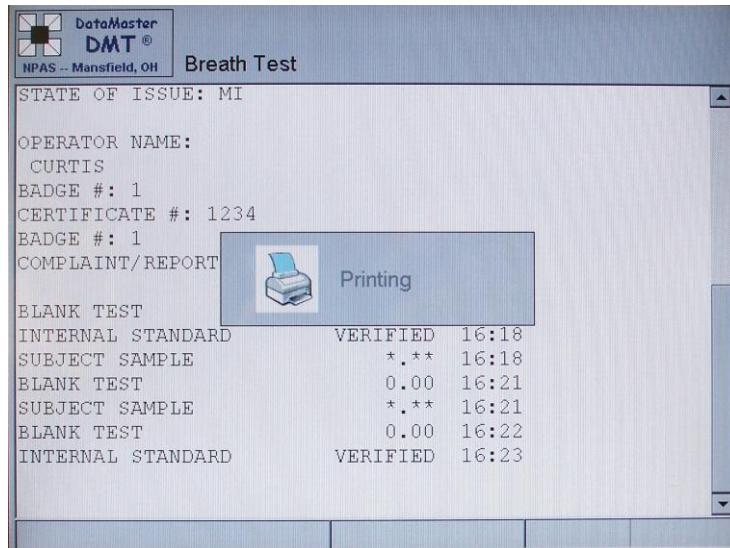 DataMaster
DMT ®
NPAS -- Mansfield, OH
Breath Test
STATE OF ISSUE: MI
OPERATOR NAME:
CURTIS
BADGE #: 1
CERTIFICATE #: 1234
BADGE #: 1
COMPLAINT/REPORT
Printing
BLANK TEST
INTERNAL STANDARD VERIFIED 16:18
SUBJECT SAMPLE *.** 16:18
BLANK TEST 0.00 16:21
SUBJECT SAMPLE *.** 16:21
BLANK TEST 0.00 16:22
INTERNAL STANDARD VERIFIED 16:23